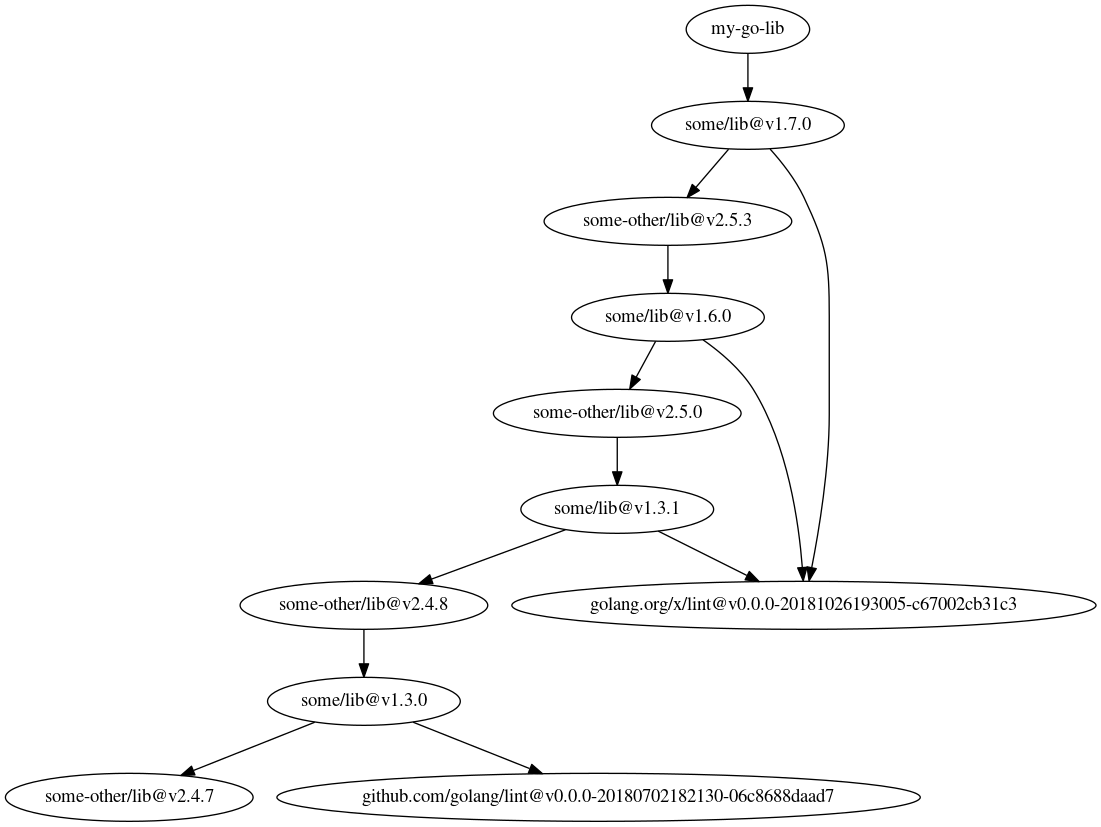 my-go-lib
some/lib@v1.7.0
some-other/lib@v2.5.3
some/lib@v1.6.0
some-other/lib@v2.5.0
some/lib@v1.3.1
some-other/lib@v2.4.8
golang.org/x/lint@v0.0.0-20181026193005-c67002cb31c3
some/lib@v1.3.0
some-other/lib@v2.4.7
github.com/golang/lint@v0.0.0-20180702182130-06c8688daad7